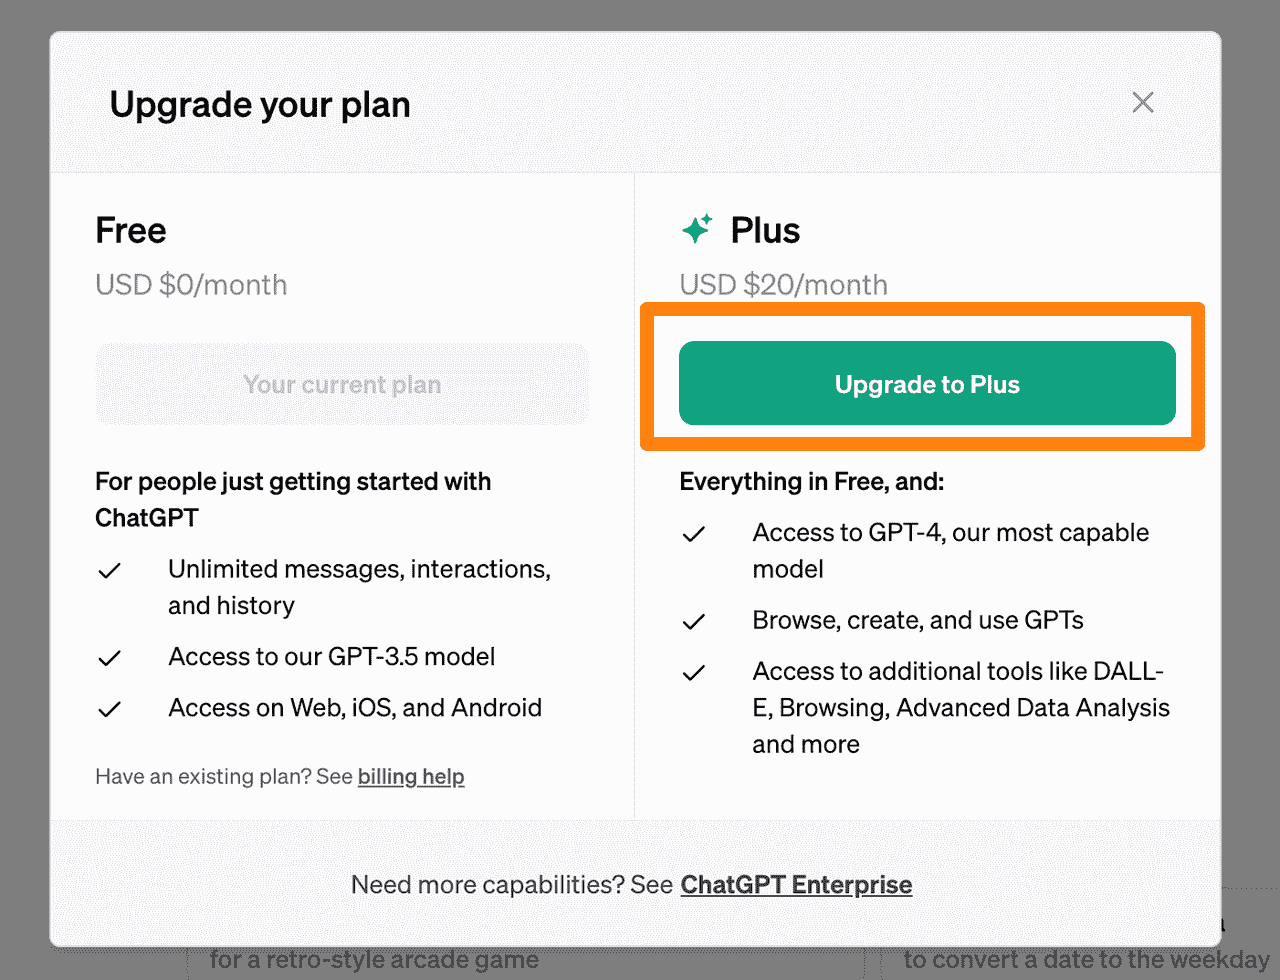 Upgrade your plan
Free
USD $0/month
Your current plan
For people just getting started with
ChatGPT
Unlimited messages, interactions,
and history
Access to our GPT-3.5 model
Access on Web, iOS, and Android
Have an existing plan? See billing help
Plus
USD $20/month
Upgrade to Plus
Everything in Free, and:
Access to GPT-4, our most capable
model
Browse, create, and use GPTs
Access to additional tools like DALL-
E, Browsing, Advanced Data Analysis
and more
Need more capabilities? See ChatGPT Enterprise
for a retro-style arcade game
to convert a date to the weekday